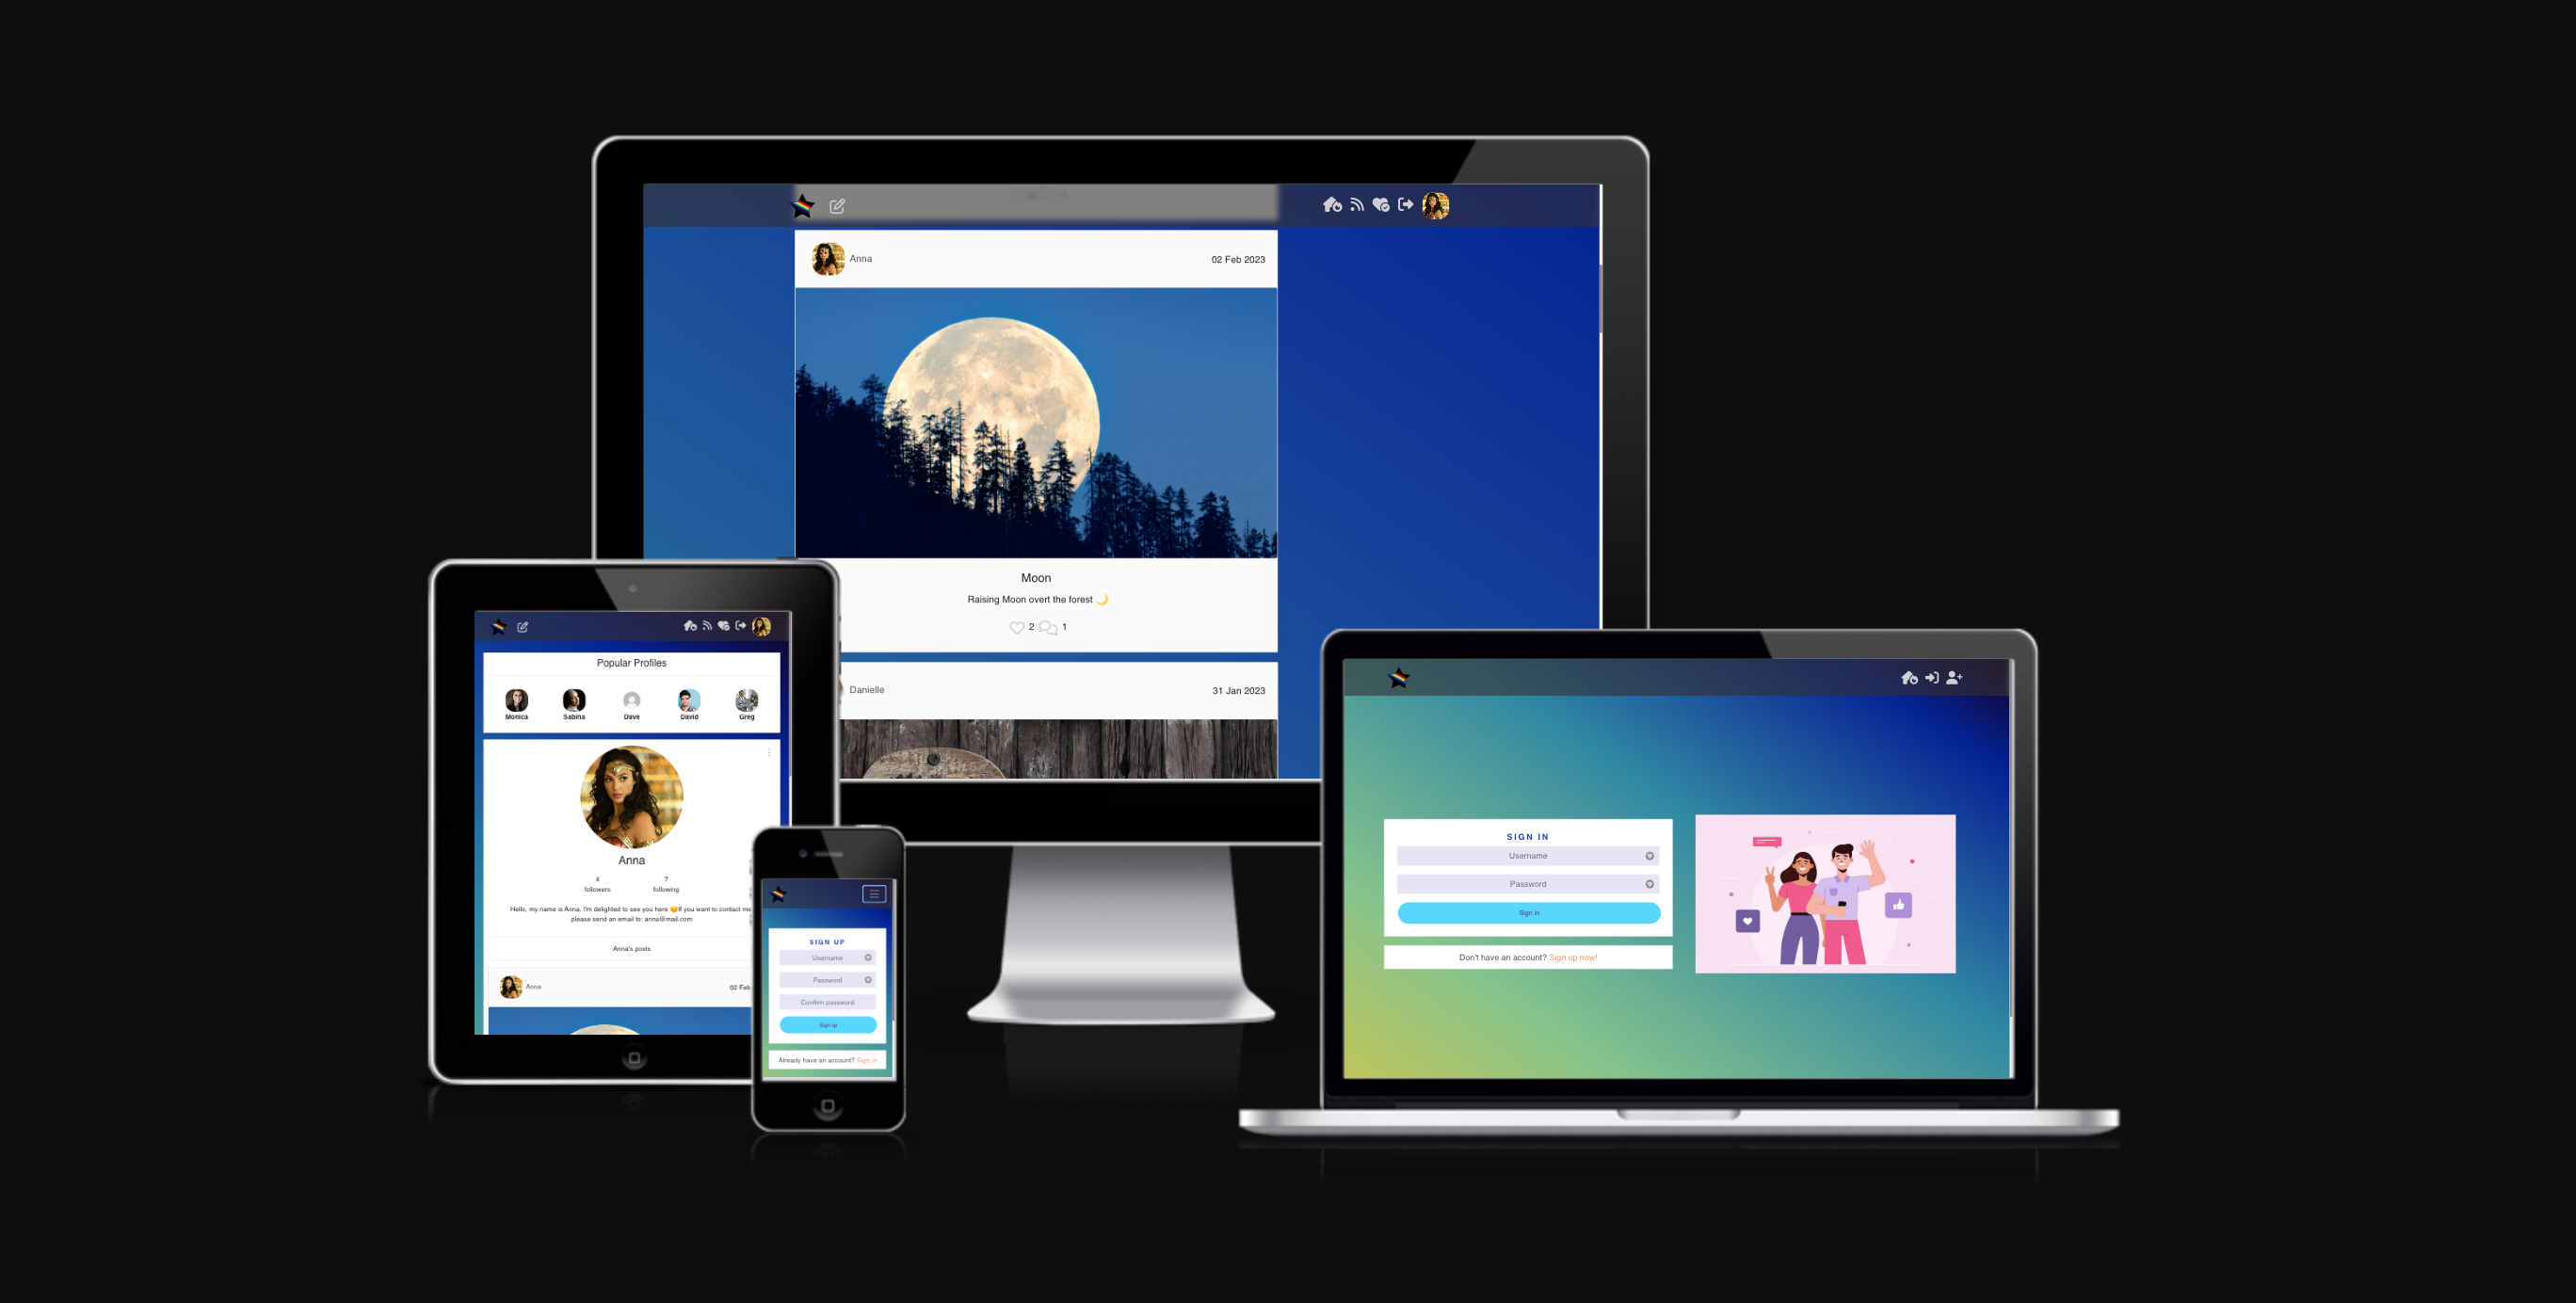 Anna
02 Feb 2023
Moon
Raising Moon overt the forest 🌙
2 1
Danielle
31 Jan 2023
Popular Profiles
Monica Sabina Dave David Greg
Anna
4 7
followers following
Hello, my name is Anna. I'm delighted to see you here 😊If you want to contact me
please send an email to: anna@mail.com
Anna's posts
Anna
02 Feb
SIGN UP
Username
Password
Confirm password
Sign up
Already have an account? Sign in
SIGN IN
Username
Password
Sign in
Don't have an account? Sign up now!